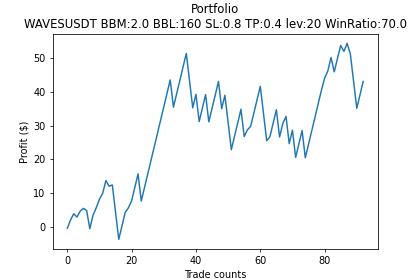 Portfolio
WAVESUSDT BBM:2.0 BBL:160 SL:0.8 TP:0.4 lev:20 WinRatio:70.0
50
40
30
20
10
0
Profit ($)
0 20 40 60 80
Trade counts